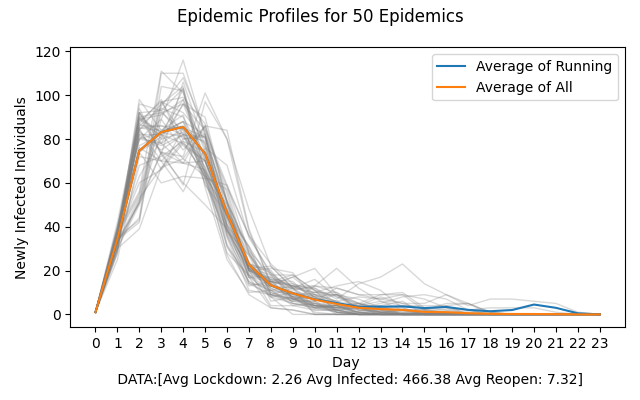 Epidemic Profiles for 50 Epidemics
120
100
80
60
40
20
0
Newly Infected Individuals
Average of Running
Average of All
0 1 2 3 4 5 6 7 8 9 10 11 12 13 14 15 16 17 18 19 20 21 22 23
Day
DATA:[Avg Lockdown: 2.26 Avg Infected: 466.38 Avg Reopen: 7.32]